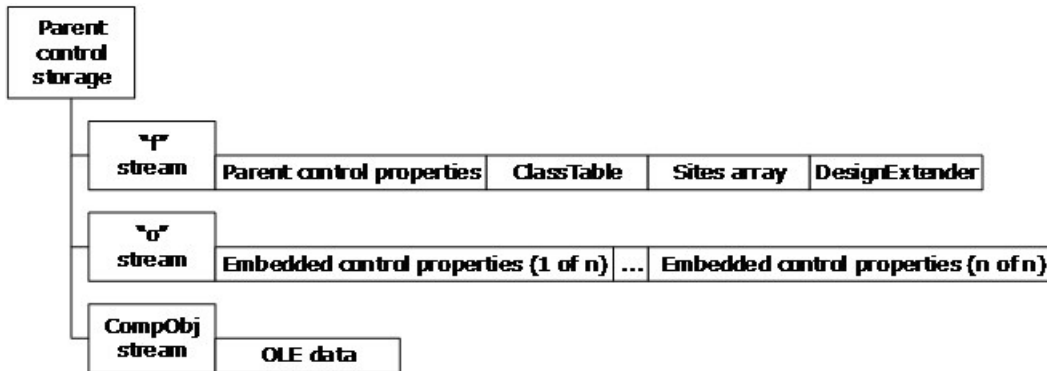 Parent
control
storage
"f"
stream
Parent control properties ClassTable Sites array DesignExtender
"o"
stream
Embedded control properties (1 of n) ... Embedded control properties (n of n)
CompObj
stream
OLE data